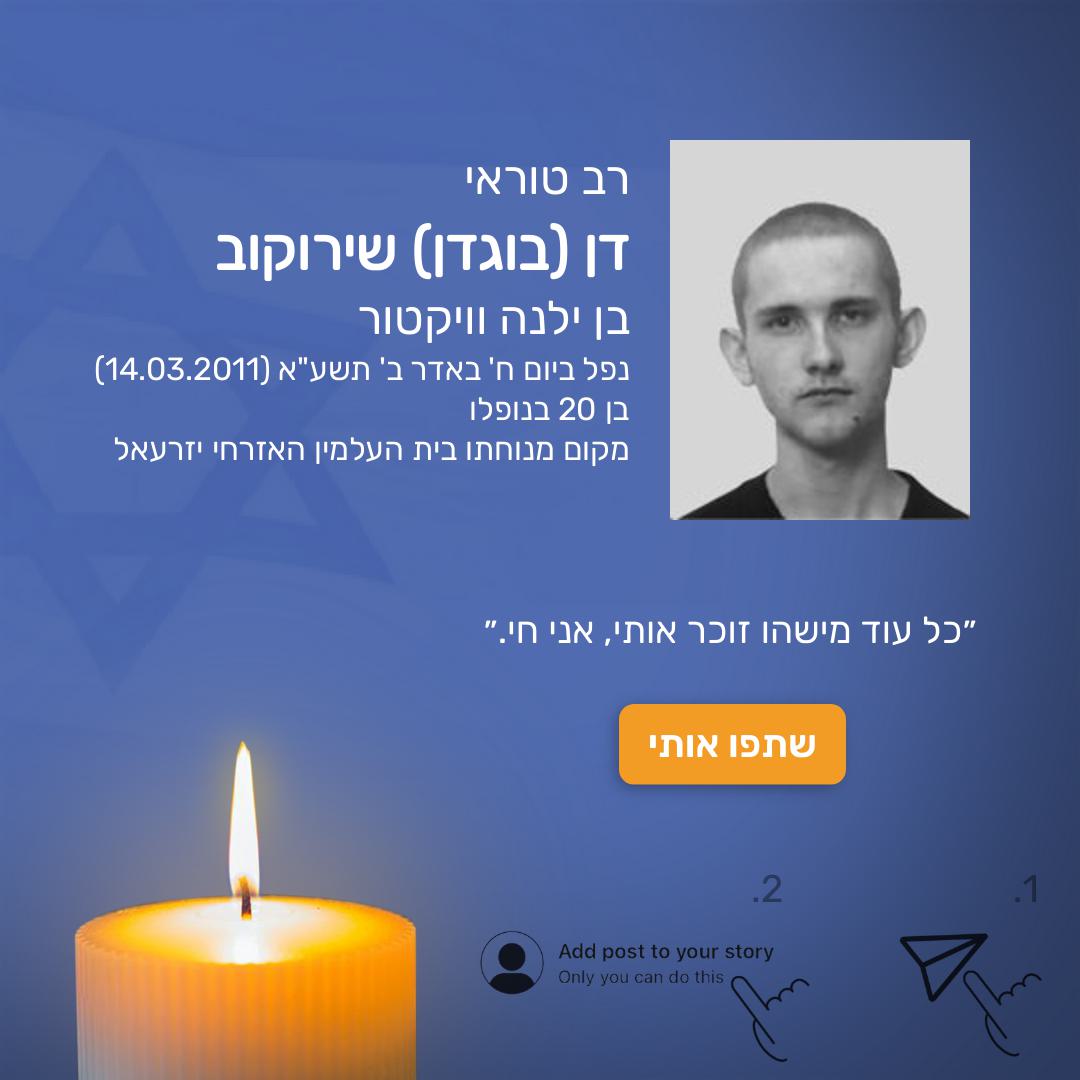 רב טוראי
דן (בוגדן) שירוקוב
בן ילנה וויקטור
נפל ביום ח' באדר ב' תשע"א (14.03.2011)
בן 20 בנופלו
מקום מנוחתו בית העלמין האזרחי יזרעאל
״כל עוד מישהו זוכר אותי, אני חי.״
שתפו אותי
1.
2.
Add post to your story
Only you can do this